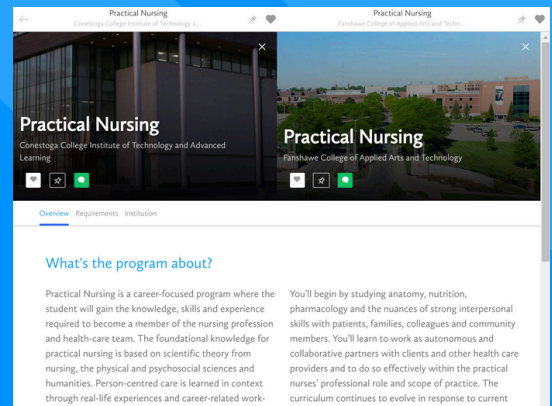 Practical Nursing
Conestoga College Institute of Technology a...
Practical Nursing
Fanshawe College of Applied Arts and Techn...
Practical Nursing
Conestoga College Institute of Technology and Advanced
Learning
Practical Nursing
Fanshawe College of Applied Arts and Technology
Overview Requirements Institution
What's the program about?
Practical Nursing is a career-focused program where the
student will gain the knowledge, skills and experience
required to become a member of the nursing profession
and health-care team. The foundational knowledge for
practical nursing is based on scientific theory from
nursing, the physical and psychosocial sciences and
humanities. Person-centred care is learned in context
through real-life experiences and career-related work-
You'll begin by studying anatomy, nutrition,
pharmacology and the nuances of strong interpersonal
skills with patients, families, colleagues and community
members. You'll learn to work as autonomous and
collaborative partners with clients and other health care
providers and to do so effectively within the practical
nurses' professional role and scope of practice. The
curriculum continues to evolve in response to current